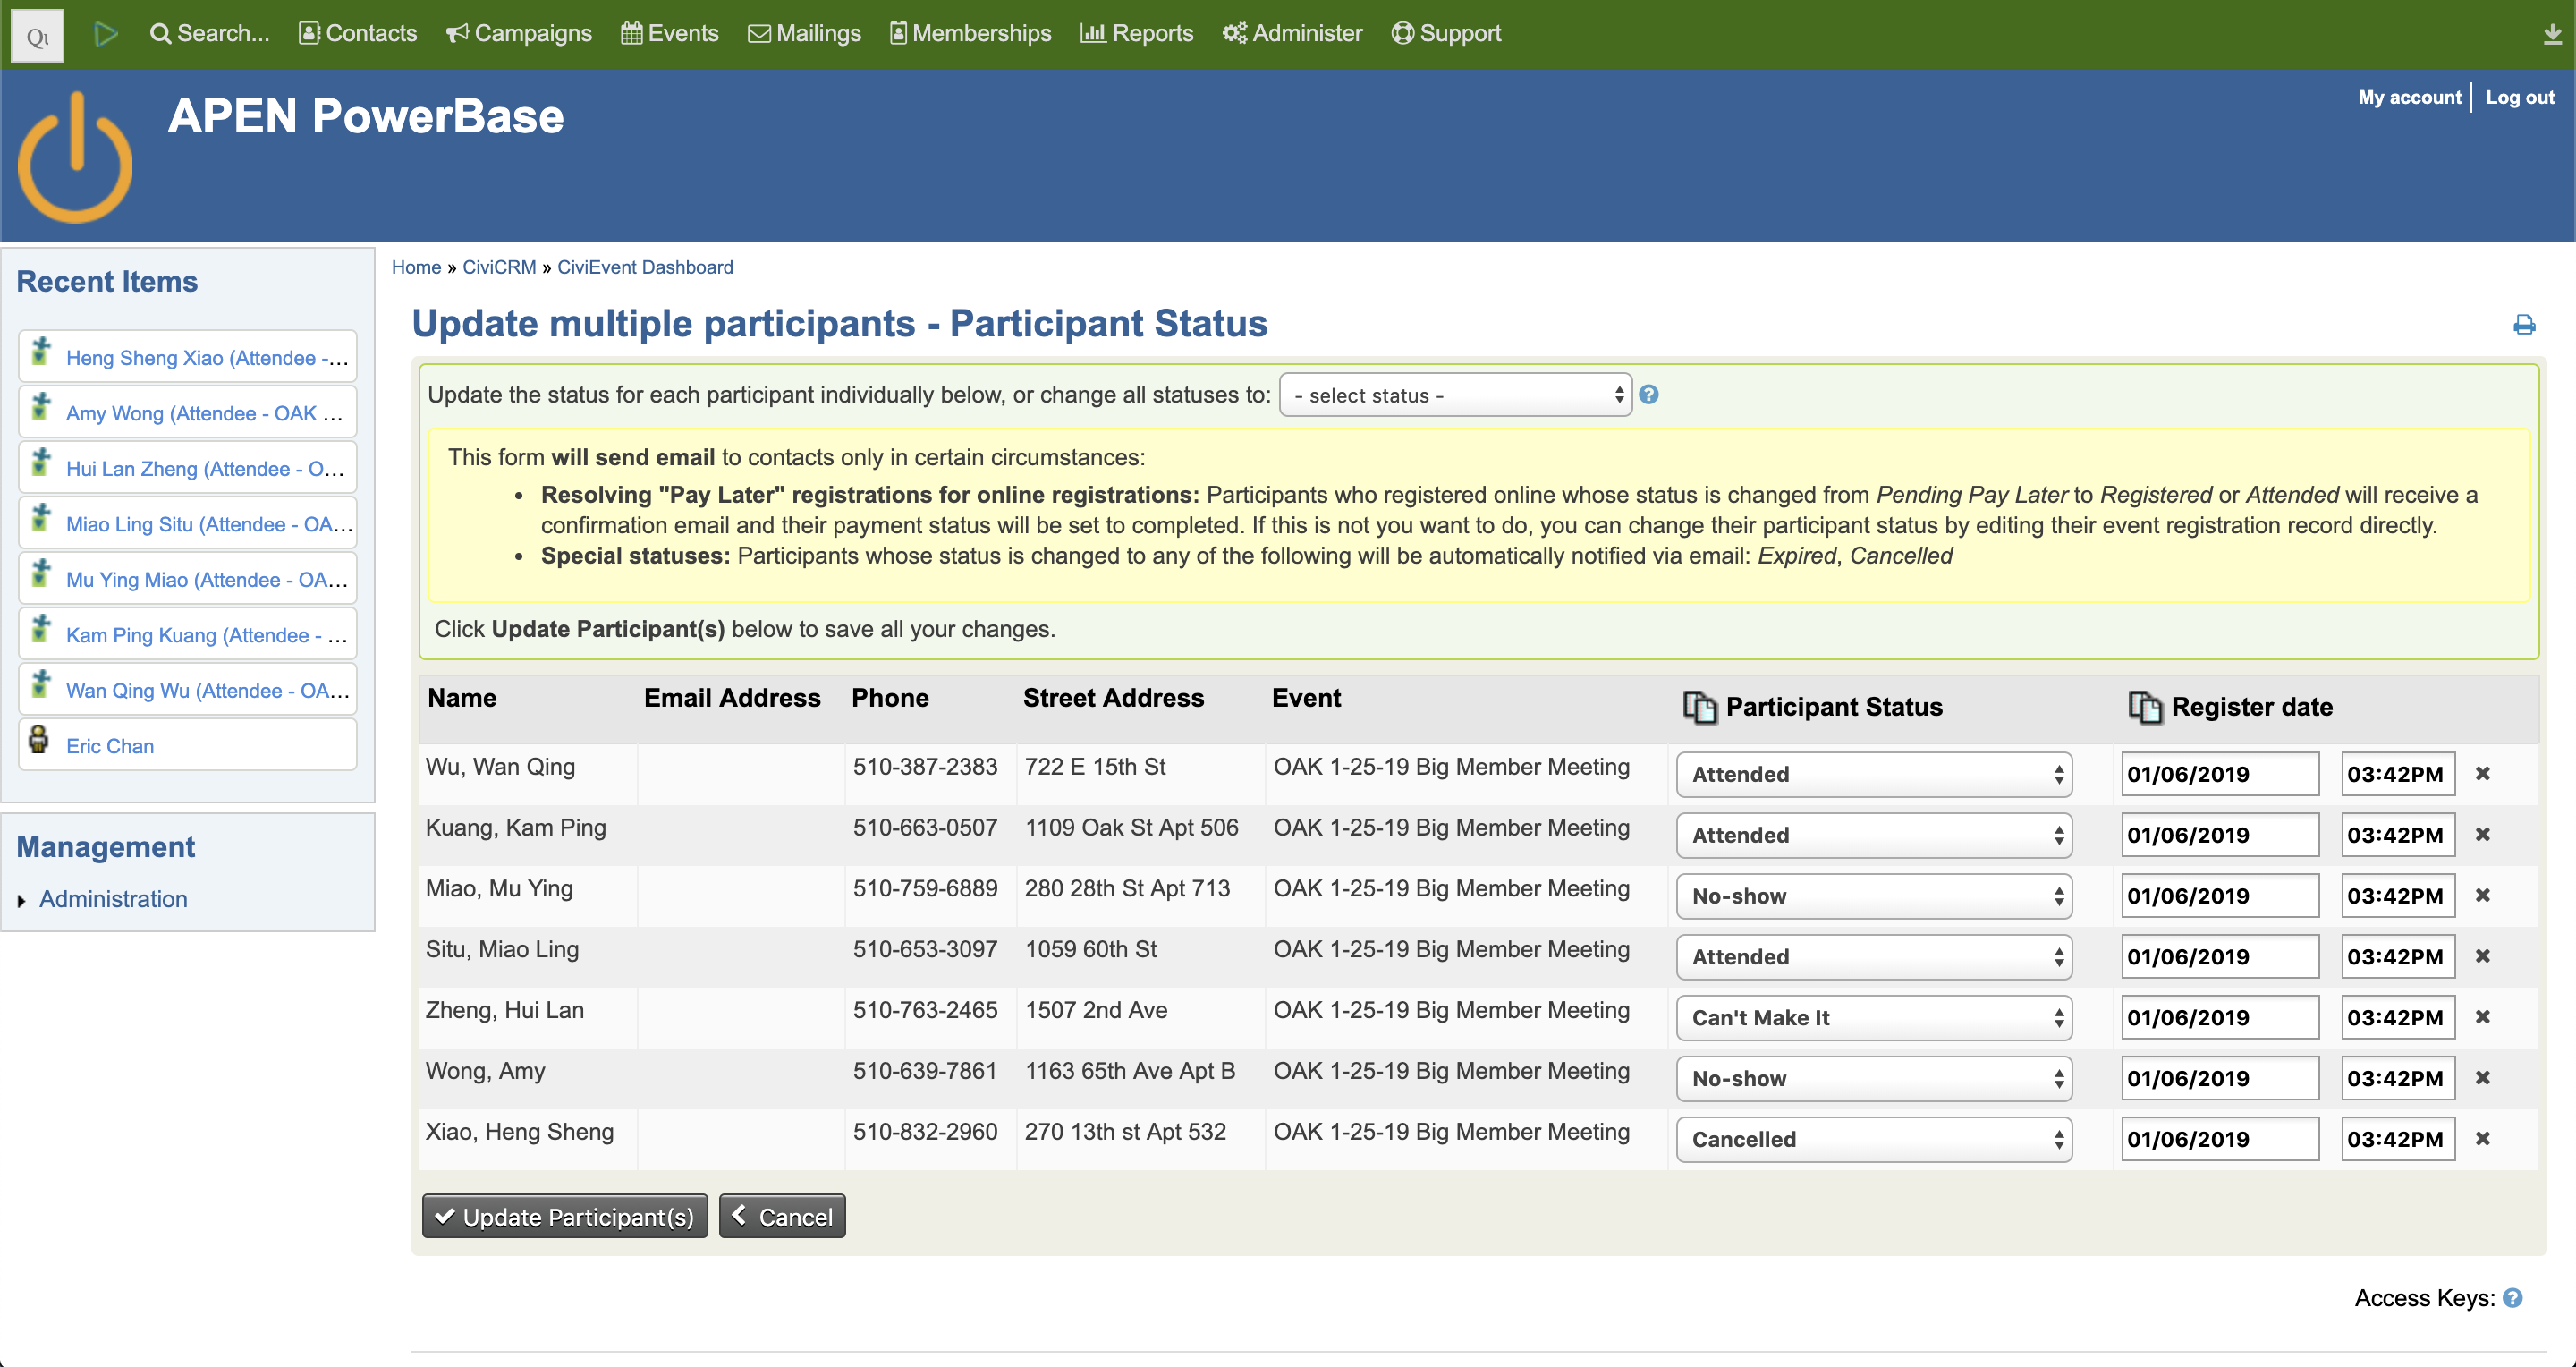 Qu
Search...
Contacts
Campaigns
Events
Mailings
Memberships
Reports
Administer
Support
APEN PowerBase
My account
Log out
Recent Items
Heng Sheng Xiao (Attendee -...
Amy Wong (Attendee - OAK ...
Hui Lan Zheng (Attendee - O...
Miao Ling Situ (Attendee - OA...
Mu Ying Miao (Attendee - OA...
Kam Ping Kuang (Attendee - ...
Wan Qing Wu (Attendee - OA...
Eric Chan
Management
Administration
Home » CiviCRM » CiviEvent Dashboard
Update multiple participants - Participant Status
Update the status for each participant individually below, or change all statuses to: - select status - ?
This form will send email to contacts only in certain circumstances:
• Resolving "Pay Later" registrations for online registrations: Participants who registered online whose status is changed from Pending Pay Later to Registered or Attended will receive a
confirmation email and their payment status will be set to completed. If this is not you want to do, you can change their participant status by editing their event registration record directly.
• Special statuses: Participants whose status is changed to any of the following will be automatically notified via email: Expired, Cancelled
Click Update Participant(s) below to save all your changes.
Name Email Address Phone Street Address Event Participant Status Register date
Wu, Wan Qing 510-387-2383 722 E 15th St OAK 1-25-19 Big Member Meeting Attended 01/06/2019 03:42PM
Kuang, Kam Ping 510-663-0507 1109 Oak St Apt 506 OAK 1-25-19 Big Member Meeting Attended 01/06/2019 03:42PM
Miao, Mu Ying 510-759-6889 280 28th St Apt 713 OAK 1-25-19 Big Member Meeting No-show 01/06/2019 03:42PM
Situ, Miao Ling 510-653-3097 1059 60th St OAK 1-25-19 Big Member Meeting Attended 01/06/2019 03:42PM
Zheng, Hui Lan 510-763-2465 1507 2nd Ave OAK 1-25-19 Big Member Meeting Can't Make It 01/06/2019 03:42PM
Wong, Amy 510-639-7861 1163 65th Ave Apt B OAK 1-25-19 Big Member Meeting No-show 01/06/2019 03:42PM
Xiao, Heng Sheng 510-832-2960 270 13th st Apt 532 OAK 1-25-19 Big Member Meeting Cancelled 01/06/2019 03:42PM
Update Participant(s)
Cancel
Access Keys: ?